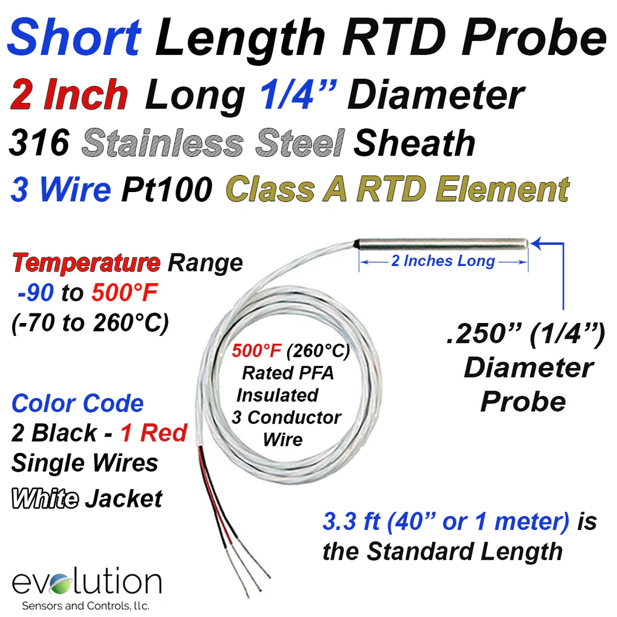 Short Length RTD Probe
2 Inch Long 1/4” Diameter
316 Stainless Steel Sheath
3 Wire Pt100 Class A RTD Element
2 Inches Long
Temperature Range
-90 to 500°F
(-70 to 260°C)
.250” (1/4”)
Diameter
Probe
500°F (260°C)
Rated PFA
Insulated
3 Conductor
Wire
Color Code
2 Black - 1 Red
Single Wires
White Jacket
3.3 ft (40” or 1 meter) is
the Standard Length
evolution
Sensors and Controls, llc.